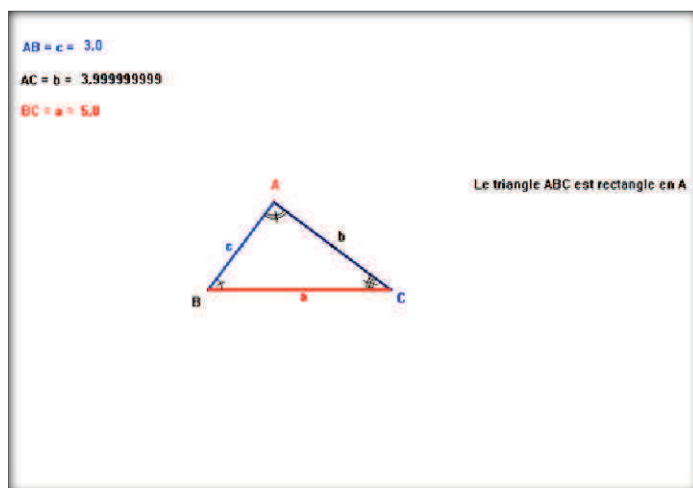 AB = c = 3.0
AC = b = 3.999999999
BC = a = 5.0
A
Le triangle ABC est rectangle en A
b
c
B
a
C